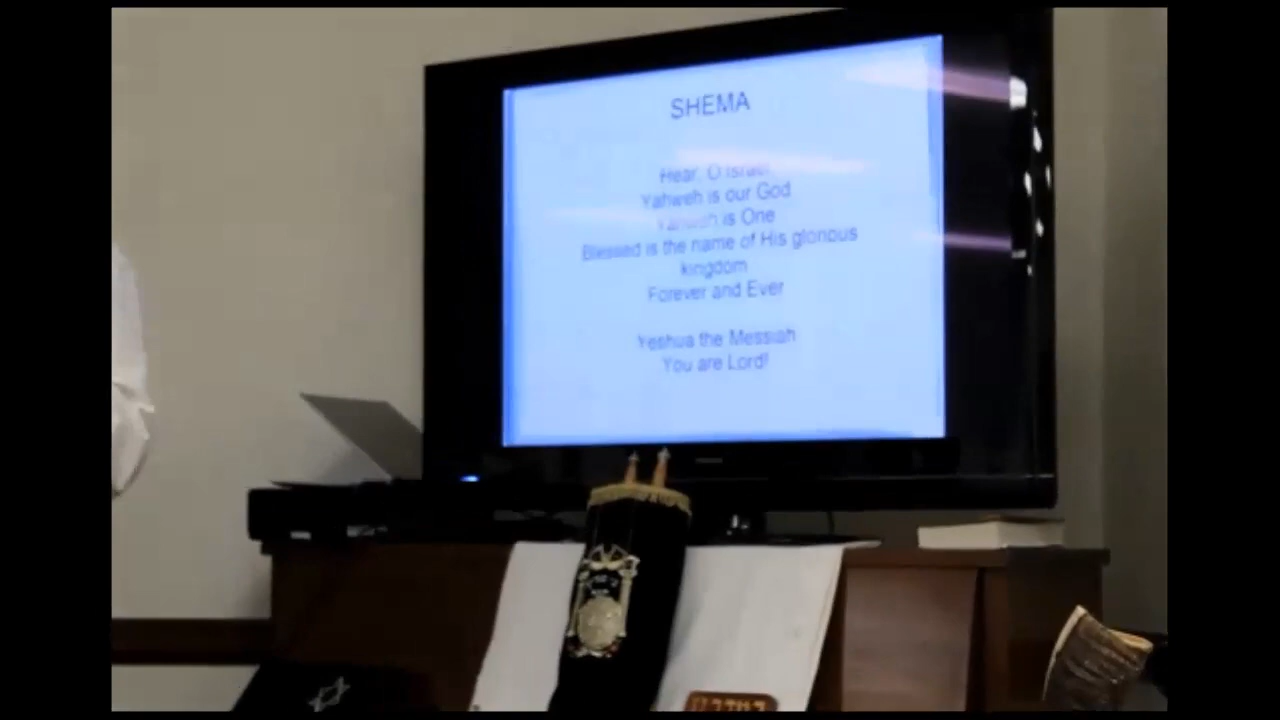 SHEMA
Hear, O Israel
Yahweh is our God
Yahweh is One
Blessed is the name of His glorious
kingdom
Forever and Ever
Yeshua the Messiah
You are Lord!